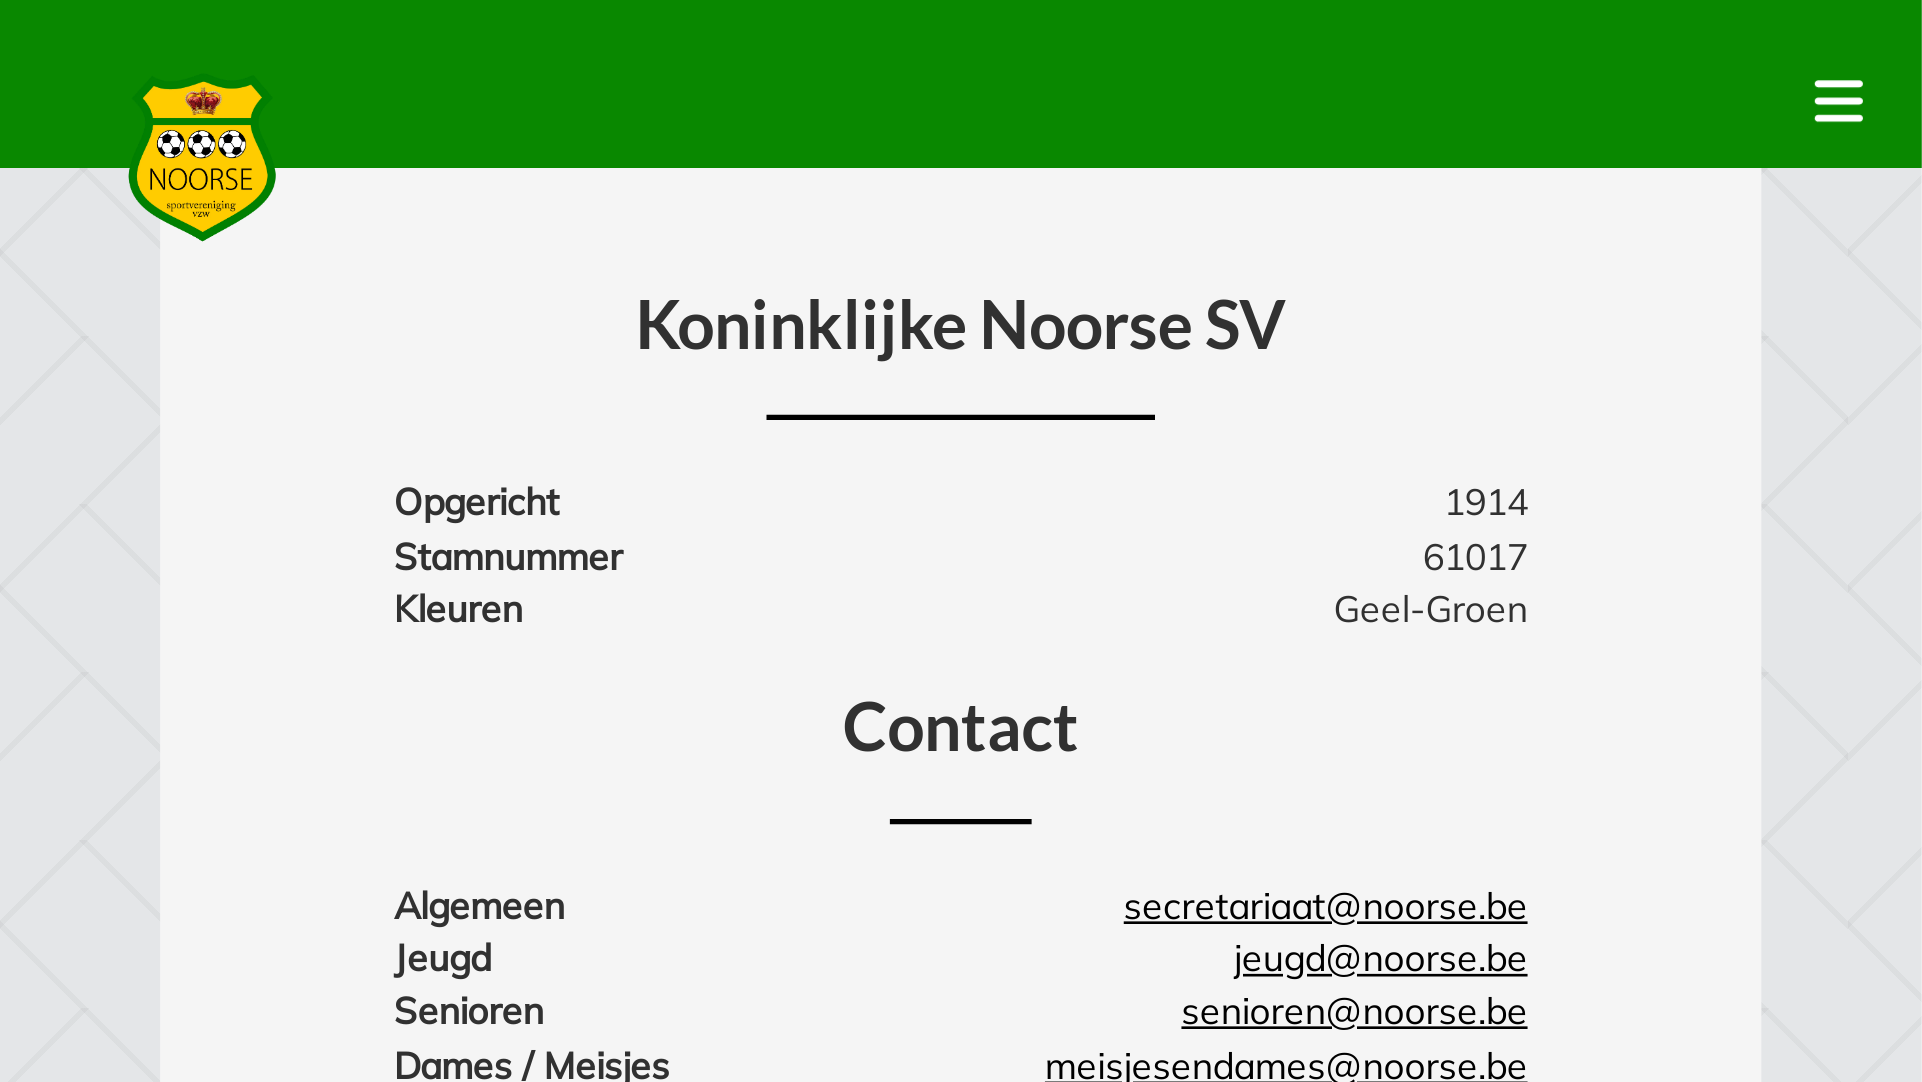 NOORSE
sportvereniging
vzw
Koninklijke Noorse SV
Opgericht 1914
Stamnummer 61017
Kleuren Geel-Groen
Contact
Algemeen secretariaat@noorse.be
Jeugd jeugd@noorse.be
Senioren senioren@noorse.be
Dames / Meisjes meisjesendames@noorse.be